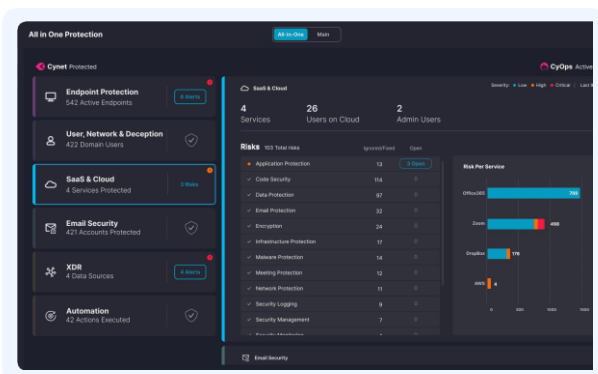 All in One Protection
All-in-One Main
Cynet Protected
CyOps Active
Endpoint Protection
542 Active Endpoints
6 Alerts
User, Network & Deception
422 Domain Users
SaaS & Cloud
4 Services Protected
3 Risks
Email Security
421 Accounts Protected
XDR
4 Data Sources
4 Alerts
Automation
42 Actions Executed
SaaS & Cloud
Severity: Low High Critical Last
4 26 2
Services Users on Cloud Admin Users
Risks 103 Total risks Ignored/Fixed Open
Application Protection 13 3 Open
Code Security 114 0
Data Protection 97 0
Email Protection 32 0
Encryption 24 0
Infrastructure Protection 17 0
Malware Protection 14 0
Meeting Protection 12 0
Network Protection 11 0
Security Logging 9 0
Security Management 7 0
Security Monitoring
Risk Per Service
Office365 799
Zoom 498
DropBox 176
AWS 4
0 500 1000 1500
Email Security